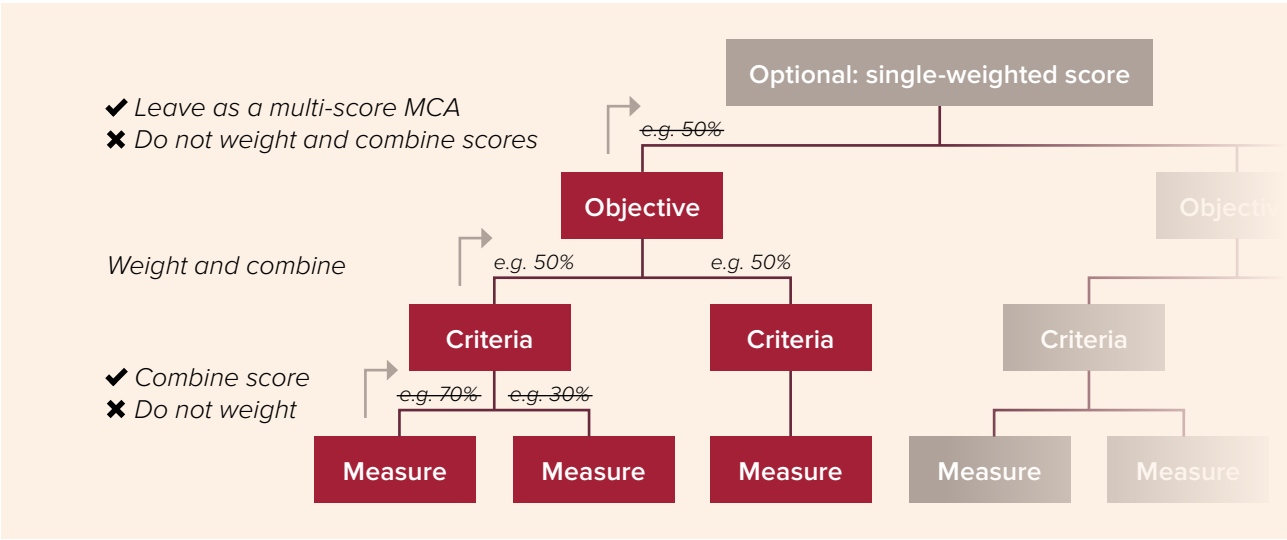 Optional: single-weighted score
✔ Leave as a multi-score MCA
✖ Do not weight and combine scores
e.g. 50%
Objective
Objectiv
Weight and combine
e.g. 50%
e.g. 50%
Criteria
Criteria
Criteria
✔ Combine score
✖ Do not weight
e.g. 70%
e.g. 30%
Measure
Measure
Measure
Measure
Measure